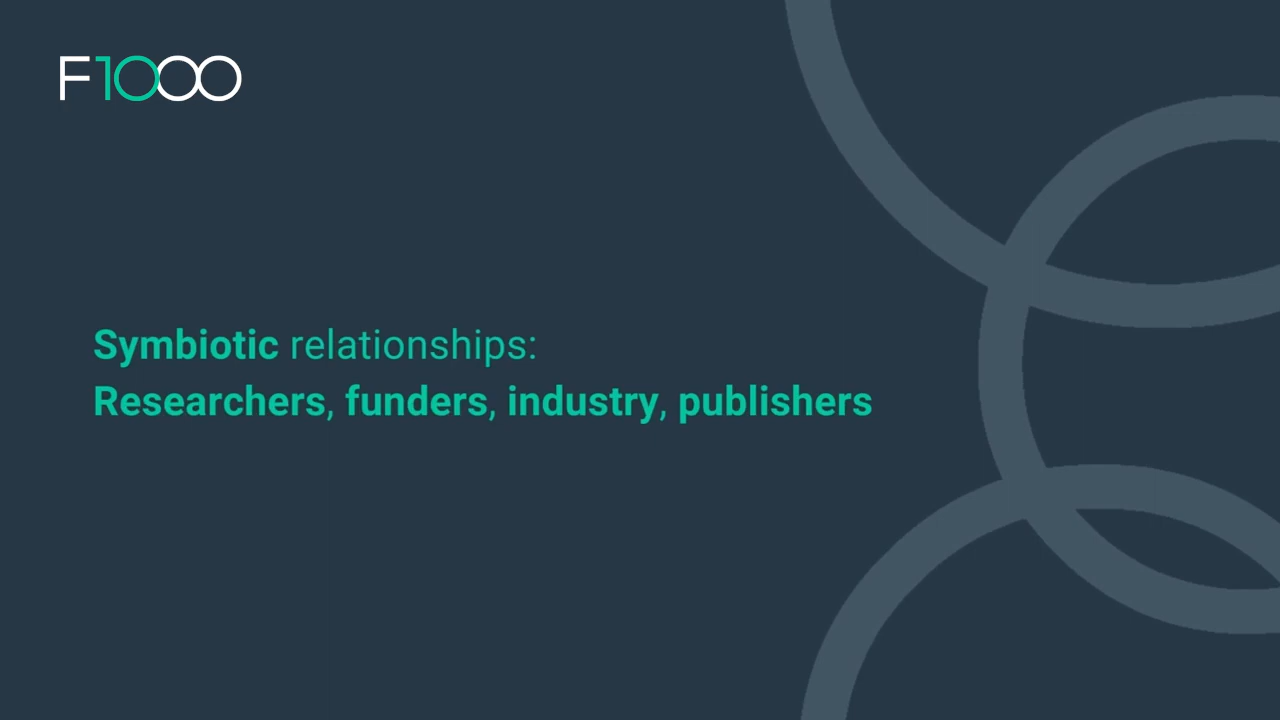 F1000
Symbiotic relationships:
Researchers, funders, industry, publishers